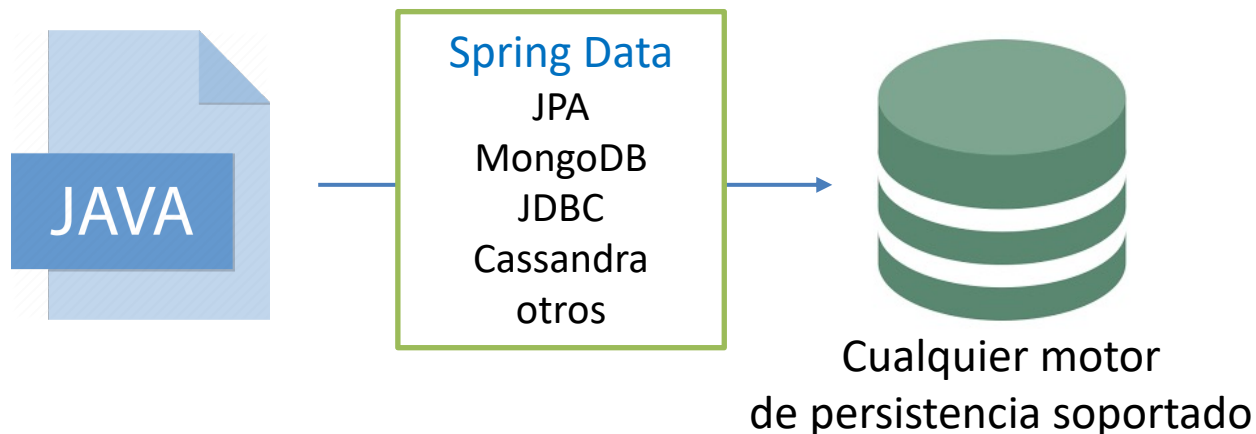 JAVA
Spring Data
JPA
MongoDB
JDBC
Cassandra
otros
Cualquier motor
de persistencia soportado